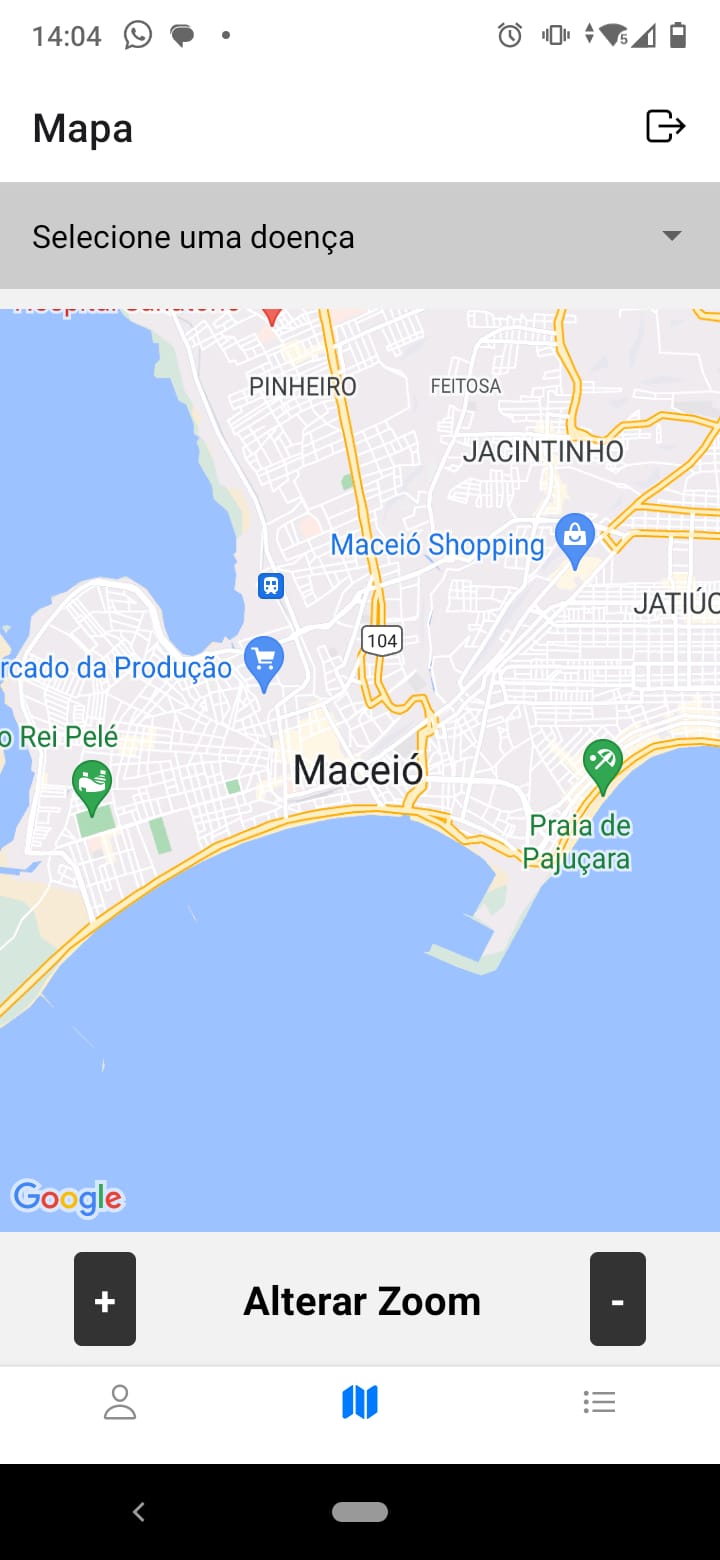 14:04
5
Mapa
Selecione uma doença
PINHEIRO
FEITOSA
JACINTINHO
Maceió Shopping
JATIÚC
104
rcado da Produção
o Rei Pelé
Maceió
Praia de
Pajuçara
Google
+ Alterar Zoom -